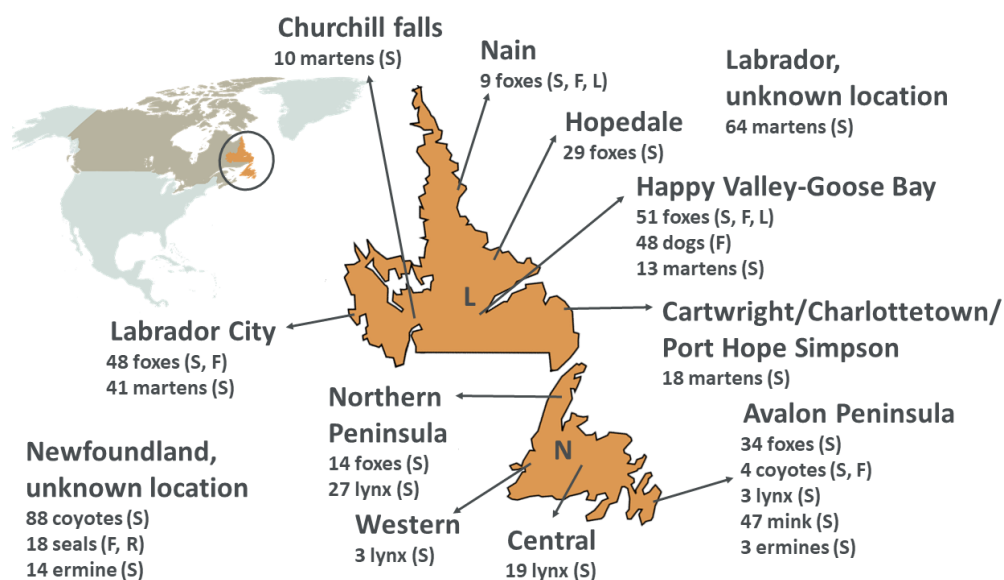 Churchill falls
10 martens (S)
Nain
9 foxes (S, F, L)
Labrador,
unknown location
64 martens (S)
Hopedale
29 foxes (S)
Happy Valley-Goose Bay
51 foxes (S, F, L)
48 dogs (F)
13 martens (S)
L
Cartwright/Charlottetown/
Port Hope Simpson
18 martens (S)
Labrador City
48 foxes (S, F)
41 martens (S)
Northern
Peninsula
14 foxes (S)
27 lynx (S)
N
Avalon Peninsula
34 foxes (S)
4 coyotes (S, F)
3 lynx (S)
47 mink (S)
3 ermines (S)
Newfoundland,
unknown location
88 coyotes (S)
18 seals (F, R)
14 ermine (S)
Western
3 lynx (S)
Central
19 lynx (S)